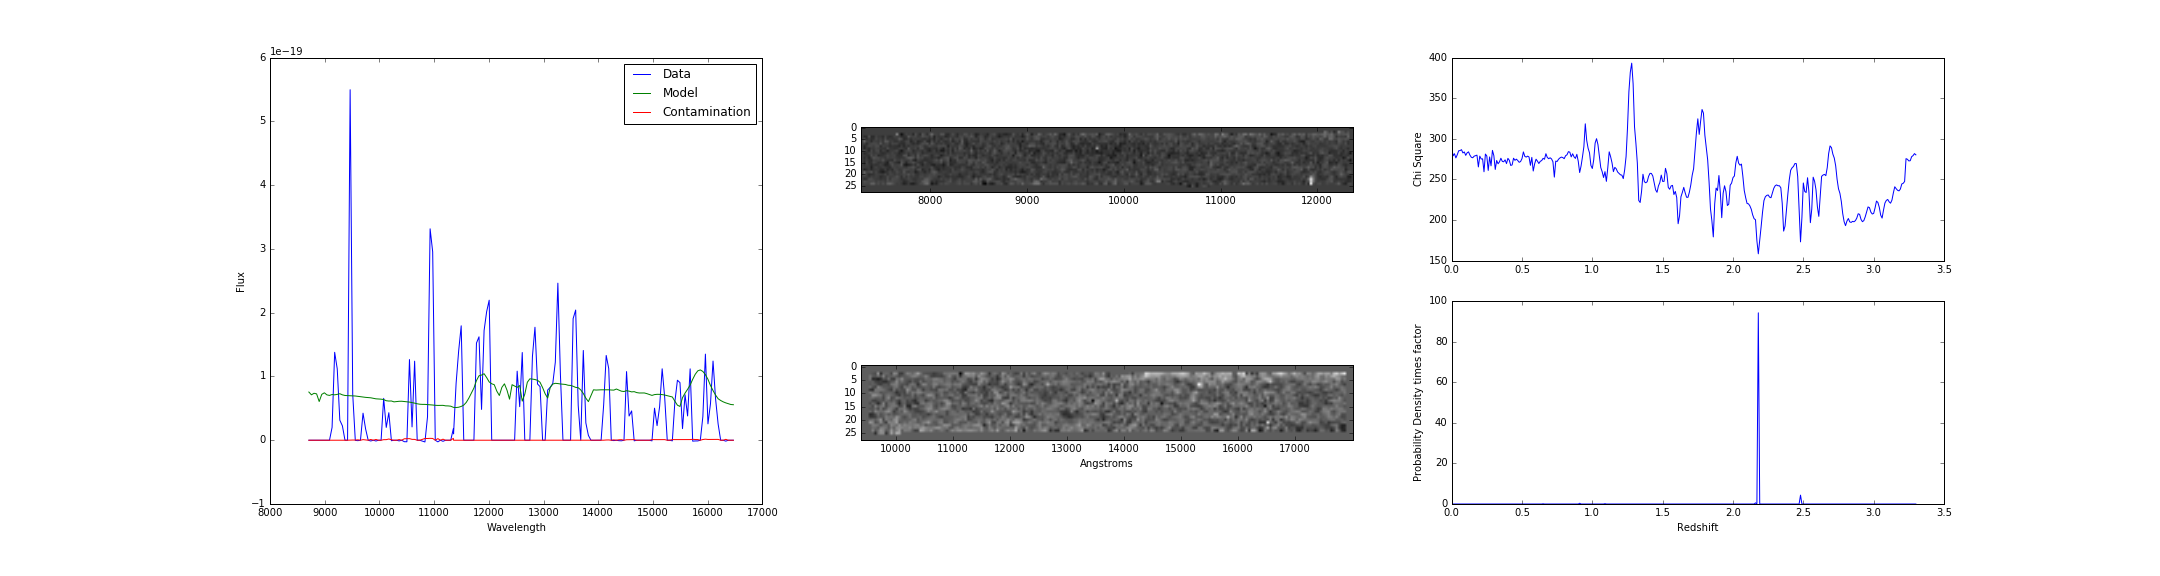 1e−19
6
5
4
3
2
1
0
−1
8000 9000 10000 11000 12000 13000 14000 15000 16000 17000
Flux
Wavelength
Data
Model
Contamination
0
5
10
15
20
25
8000 9000 10000 11000 12000
0
5
10
15
20
25
10000 11000 12000 13000 14000 15000 16000 17000
Angstroms
400
350
300
250
200
150
Chi Square
0.0 0.5 1.0 1.5 2.0 2.5 3.0 3.5
100
80
60
40
20
0
Probability Density times factor
0.0 0.5 1.0 1.5 2.0 2.5 3.0 3.5
Redshift